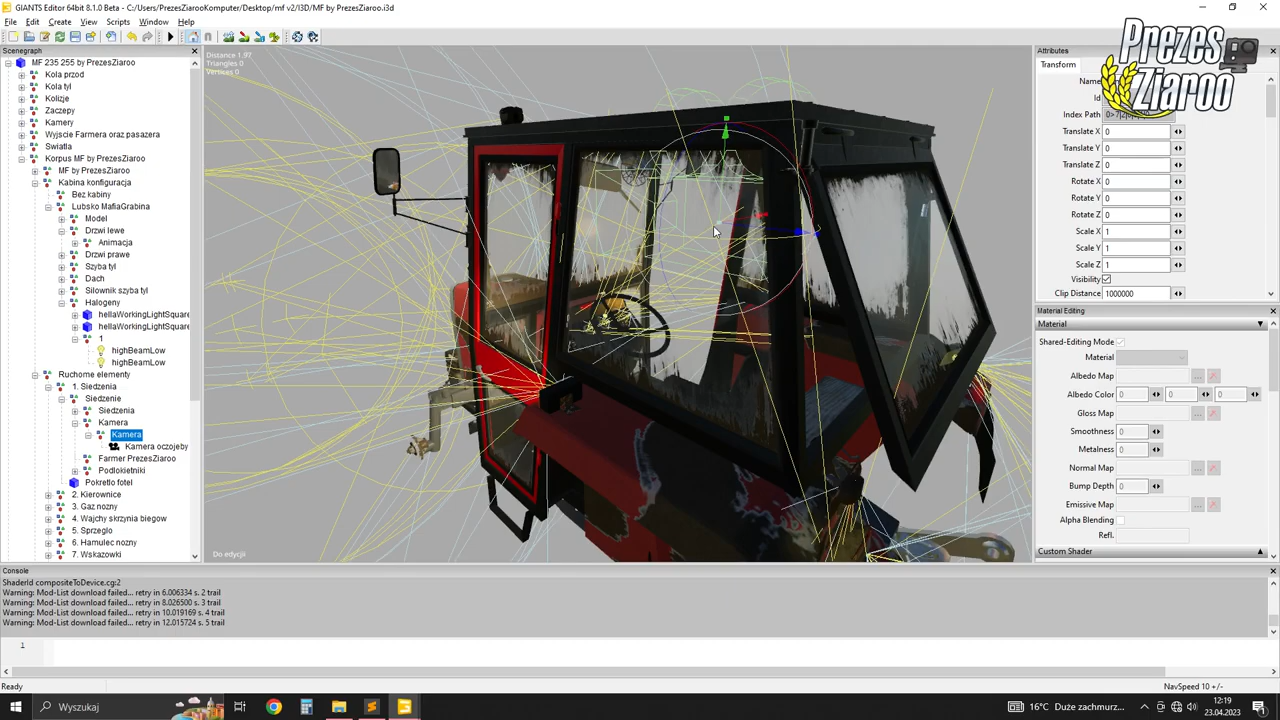 GIANTS Editor 64bit 8.1.0 Beta - C:/Users/PrezesZiarooKomputer/Desktop/mf v2/I3D/MF by PrezesZiaroo.i3d
File Edit Create View Scripts Window Help
Scenegraph
MF 235 255 by PrezesZiaroo
Kola przod
Kola tyl
Kolizje
Zaczepy
Kamery
Wyjscie Farmera oraz pasazera
Swiatla
Korpus MF by PrezesZiaroo
MF by PrezesZiaroo
Kabina konfiguracja
Bez kabiny
Lubsko MafiaGrabina
Model
Drzwi lewe
Animacja
Drzwi prawe
Szyba tyl
Dach
Silownik szyba tyl
Halogeny
hellaWorkingLightSquare
hellaWorkingLightSquare
1
highBeamLow
highBeamLow
Ruchome elementy
1. Siedzenia
Siedzenie
Siedzenia
Kamera
Kamera
Kamera oczojeby
Farmer PrezesZiaroo
Podlokietniki
Pokretlo fotel
2. Kierownice
3. Gaz nozny
4. Wajchy skrzynia biegow
5. Sprzeglo
6. Hamulec nozny
7. Wskazowki
Distance 1.97
Triangles 0
Vertices 0
Do edycji
Prezes
Ziaroo
Attributes
Transform
Name
Id
Index Path
Translate X 0
Translate Y 0
Translate Z 0
Rotate X 0
Rotate Y 0
Rotate Z 0
Scale X 1
Scale Y 1
Scale Z 1
Visibility
Clip Distance 1000000
Material Editing
Material
Shared-Editing Mode
Material
Albedo Map ...
Albedo Color 0 0 0
Gloss Map ...
Smoothness 0
Metalness 0
Normal Map ...
Bump Depth 0
Emissive Map ...
Alpha Blending
Refl.
Custom Shader
Console
ShaderId compositeToDevice.cg:2
Warning: Mod-List download failed... retry in 6.006334 s. 2 trail
Warning: Mod-List download failed... retry in 8.026500 s. 3 trail
Warning: Mod-List download failed... retry in 10.019169 s. 4 trail
Warning: Mod-List download failed... retry in 12.015724 s. 5 trail
1
Ready
NavSpeed 10 +/-
Wyszukaj
16°C Duże zachmurz...
12:19
23.04.2023